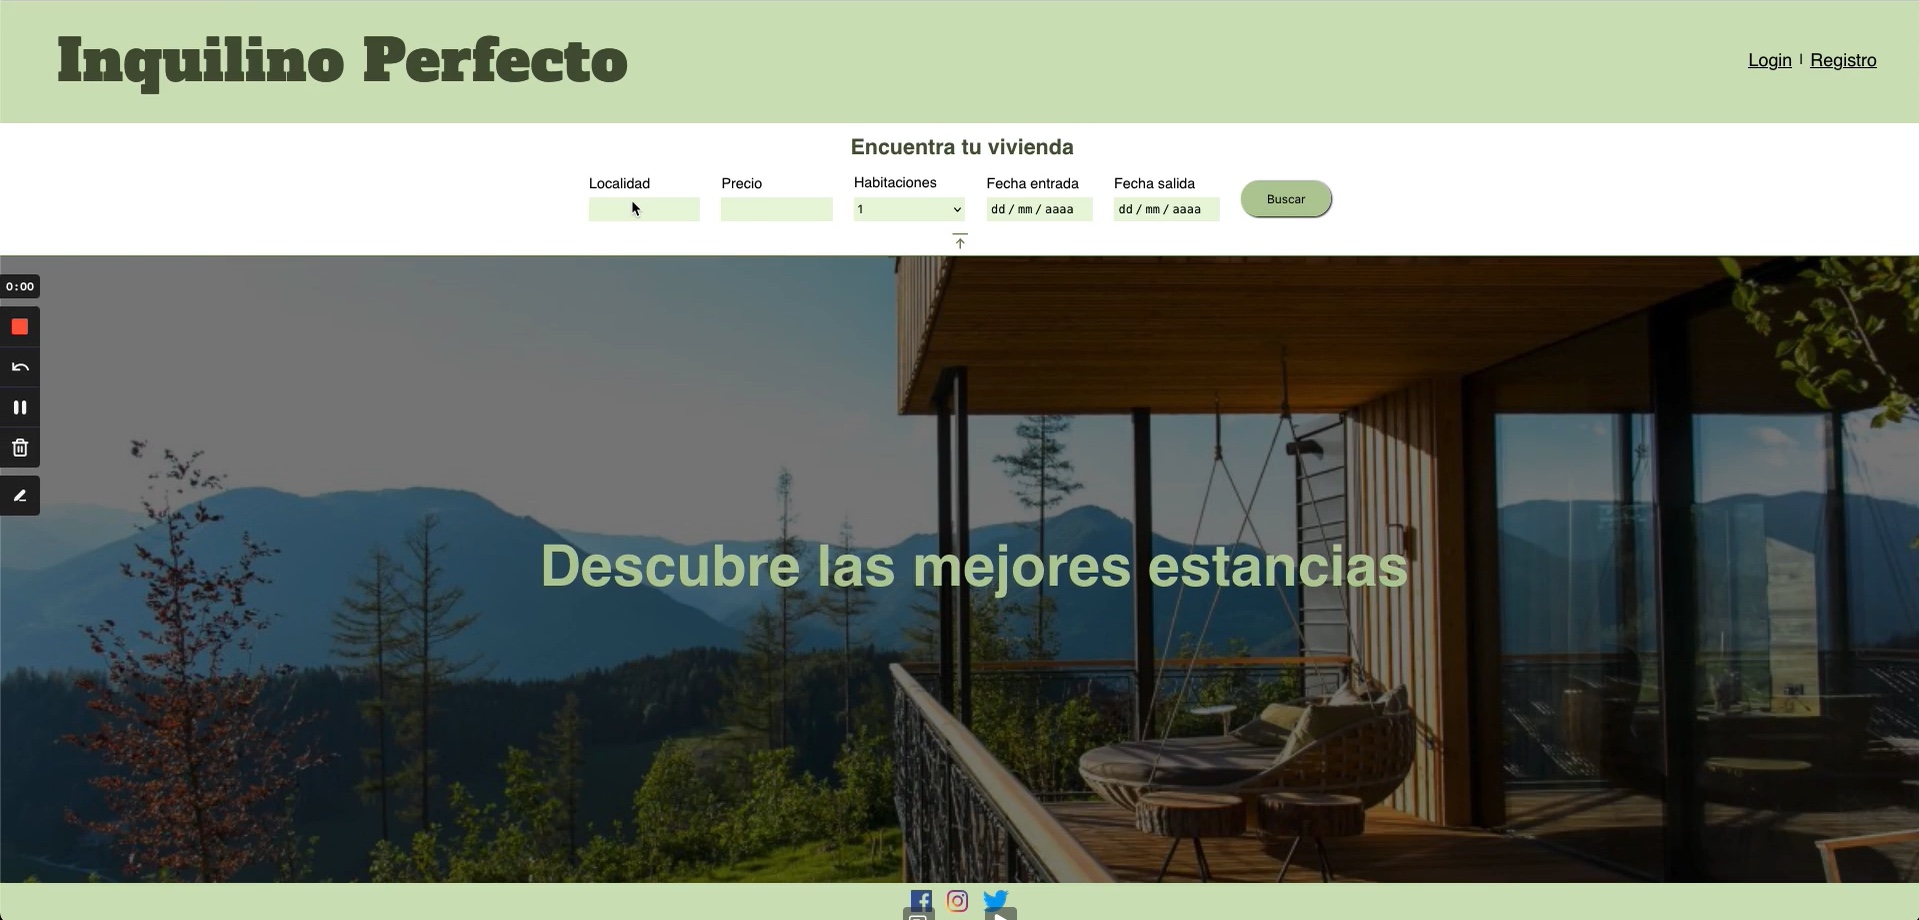 Inquilino Perfecto
Login | Registro
Encuentra tu vivienda
Localidad
Precio
Habitaciones
1
Fecha entrada
dd / mm / aaaa
Fecha salida
dd / mm / aaaa
Buscar
0:00
Descubre las mejores estancias